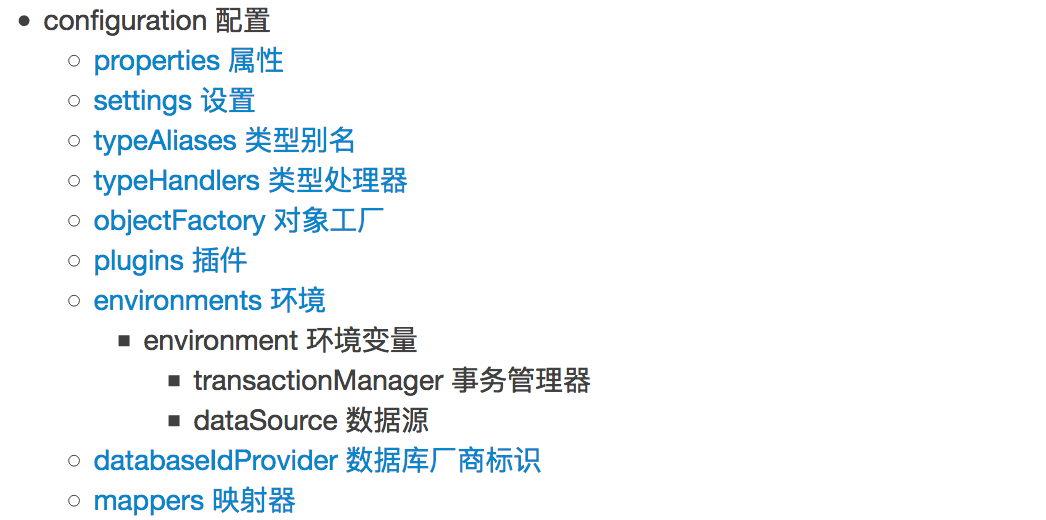 configuration 配置
properties 属性
settings 设置
typeAliases 类型别名
typeHandlers 类型处理器
objectFactory 对象工厂
plugins 插件
environments 环境
environment 环境变量
transactionManager 事务管理器
dataSource 数据源
databaseIdProvider 数据库厂商标识
mappers 映射器